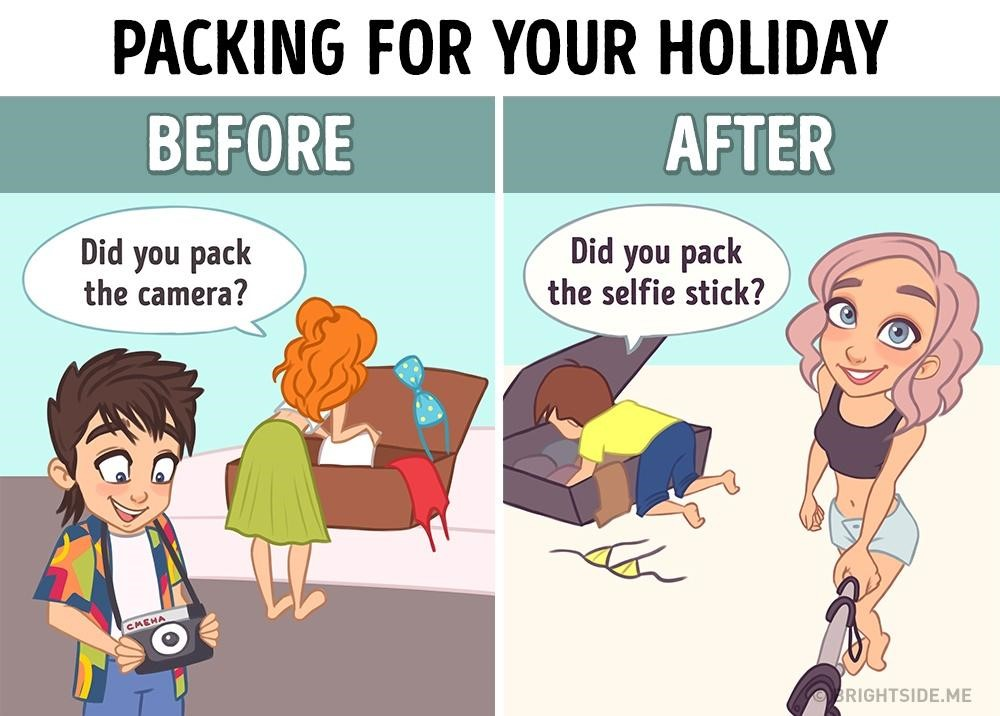 PACKING FOR YOUR HOLIDAY
BEFORE
AFTER
Did you pack
the camera?
Did you pack
the selfie stick?
СМЕНА
© BRIGHTSIDE.ME